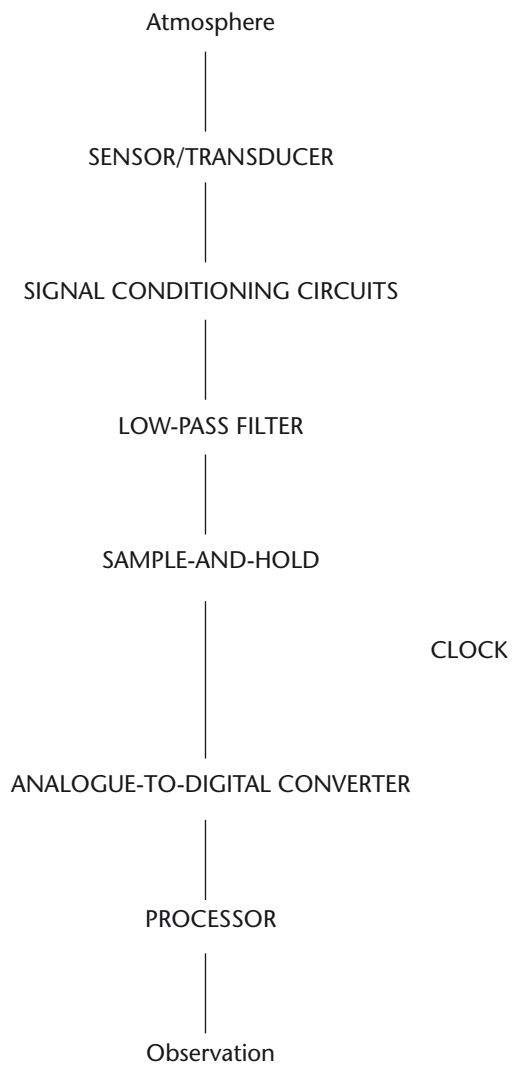 Atmosphere
SENSOR/TRANSDUCER
SIGNAL CONDITIONING CIRCUITS
LOW-PASS FILTER
SAMPLE-AND-HOLD
CLOCK
ANALOGUE-TO-DIGITAL CONVERTER
PROCESSOR
Observation